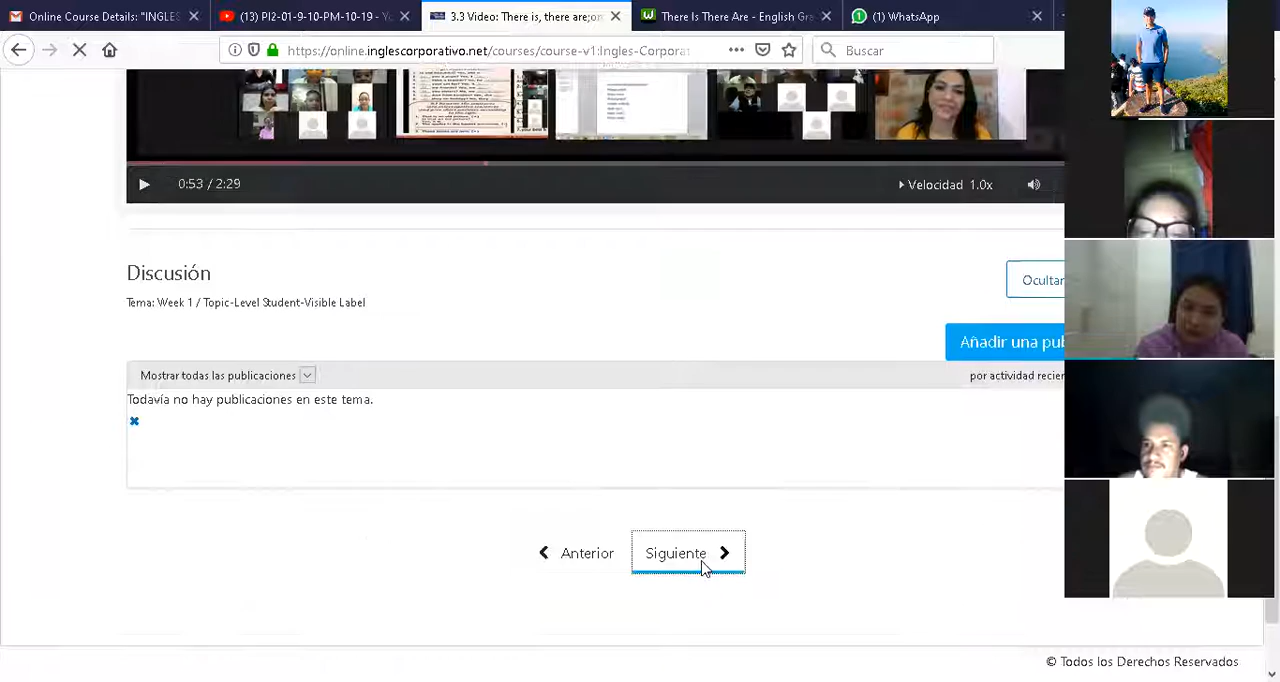 Online Course Details: "INGLES
(13) PI2-01-9-10-PM-10-19 - Yo
3.3 Video: There is, there are;on
There Is There Are - English Gra
(1) WhatsApp
https://online.inglescorporativo.net/courses/course-v1:Ingles-Corporat
Buscar
0:53 / 2:29
Velocidad 1.0x
Discusión
Ocultar
Tema: Week 1 / Topic-Level Student-Visible Label
Añadir una pub
Mostrar todas las publicaciones
por actividad recien
Todavía no hay publicaciones en este tema.
Anterior
Siguiente
© Todos los Derechos Reservados